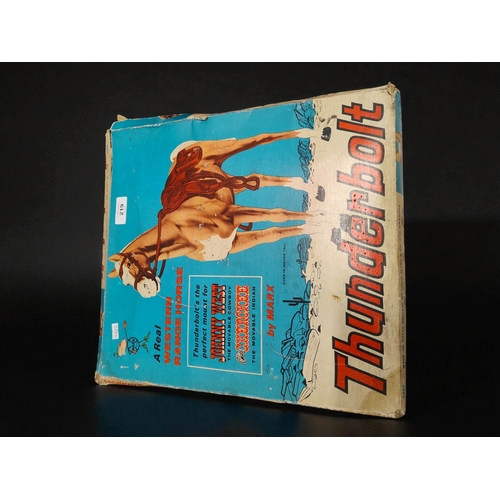 219
A Real
WESTERN
RANGE HORSE
Thunderbolt's the
perfect mount for
JOHNNY WEST
THE MOVABLE COWBOY
CHEROKEE
THE MOVABLE INDIAN
by MARX
Thunderbolt